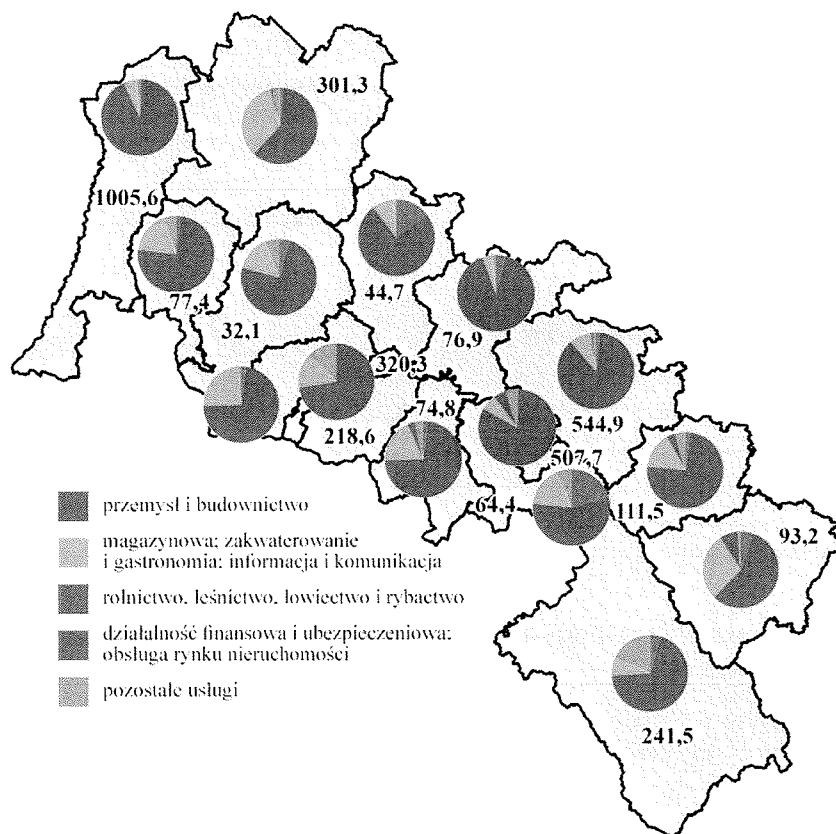 301,3
1005,6
77,4
32,1
44,7
76,9
320,3
74,8
218,6
544,9
507,7
64,4
111,5
93,2
241,5
przemysł i budownictwo
magazynowa; zakwaterowanie
i gastronomia; informacja i komunikacja
rolnictwo, leśnictwo, łowiectwo i rybactwo
działalność finansowa i ubezpieczeniowa;
obsługa rynku nieruchomości
pozostałe usługi